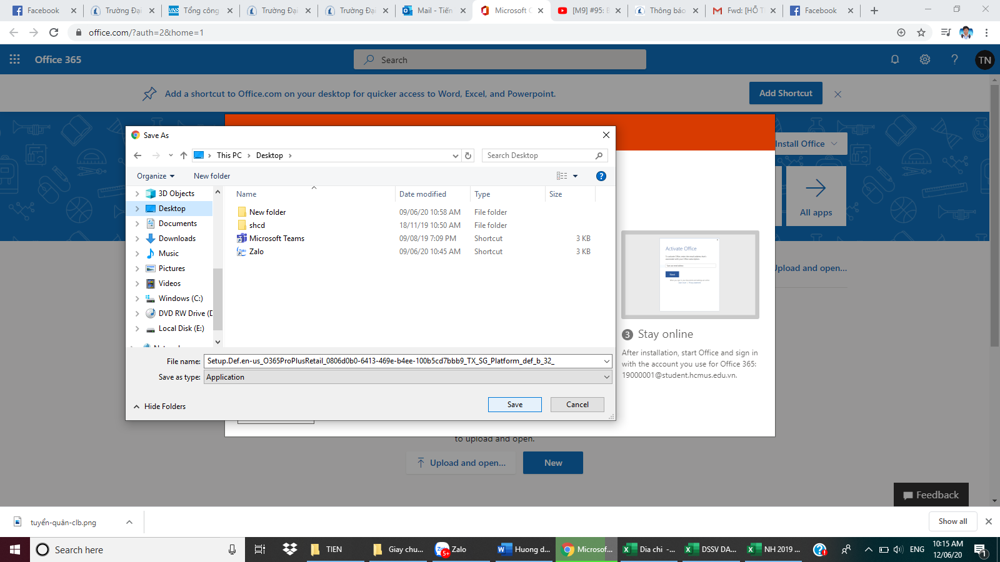 Facebook
Trường Đại
Tổng công
Trường Đại
Trường Đại
Mail - Tiến
Microsoft
[M9] #95:
Thông báo
Fwd: [HỖ T
Facebook
office.com/?auth=2&home=1
Office 365
Search
TN
Add a shortcut to Office.com on your desktop for quicker access to Word, Excel, and Powerpoint.
Add Shortcut
Install Office
All apps
Upload and open...
Save As
This PC
Desktop
Search Desktop
Organize
New folder
Name
Date modified
Type
Size
3D Objects
Desktop
Documents
Downloads
Music
Pictures
Videos
Windows (C:)
DVD RW Drive (D
Local Disk (E:)
New folder
09/06/20 10:58 AM
File folder
shcd
18/11/19 10:50 AM
File folder
Microsoft Teams
09/08/19 7:09 PM
Shortcut
3 KB
Zalo
09/06/20 10:45 AM
Shortcut
3 KB
File name:
Setup.Def.en-us_O365ProPlusRetail_0806d0b0-6413-469e-b4ee-100b5cd7bbb9_TX_SG_Platform_def_b_32_
Save as type:
Application
Hide Folders
Save
Cancel
Activate Office
Next
3 Stay online
After installation, start Office and sign in
with the account you use for Office 365:
19000001@student.hcmus.edu.vn.
to upload and open.
Upload and open...
New
Feedback
tuyển-quân-clb.png
Show all
Search here
TIEN
Giay chu...
5+
Zalo
Huong d...
Microsof...
Dia chi -...
DSSV DA...
NH 2019 ...
ENG
10:15 AM
12/06/20
1